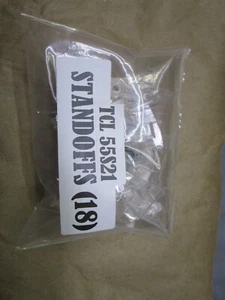 TCL 55S21
STANDOFFS (18)